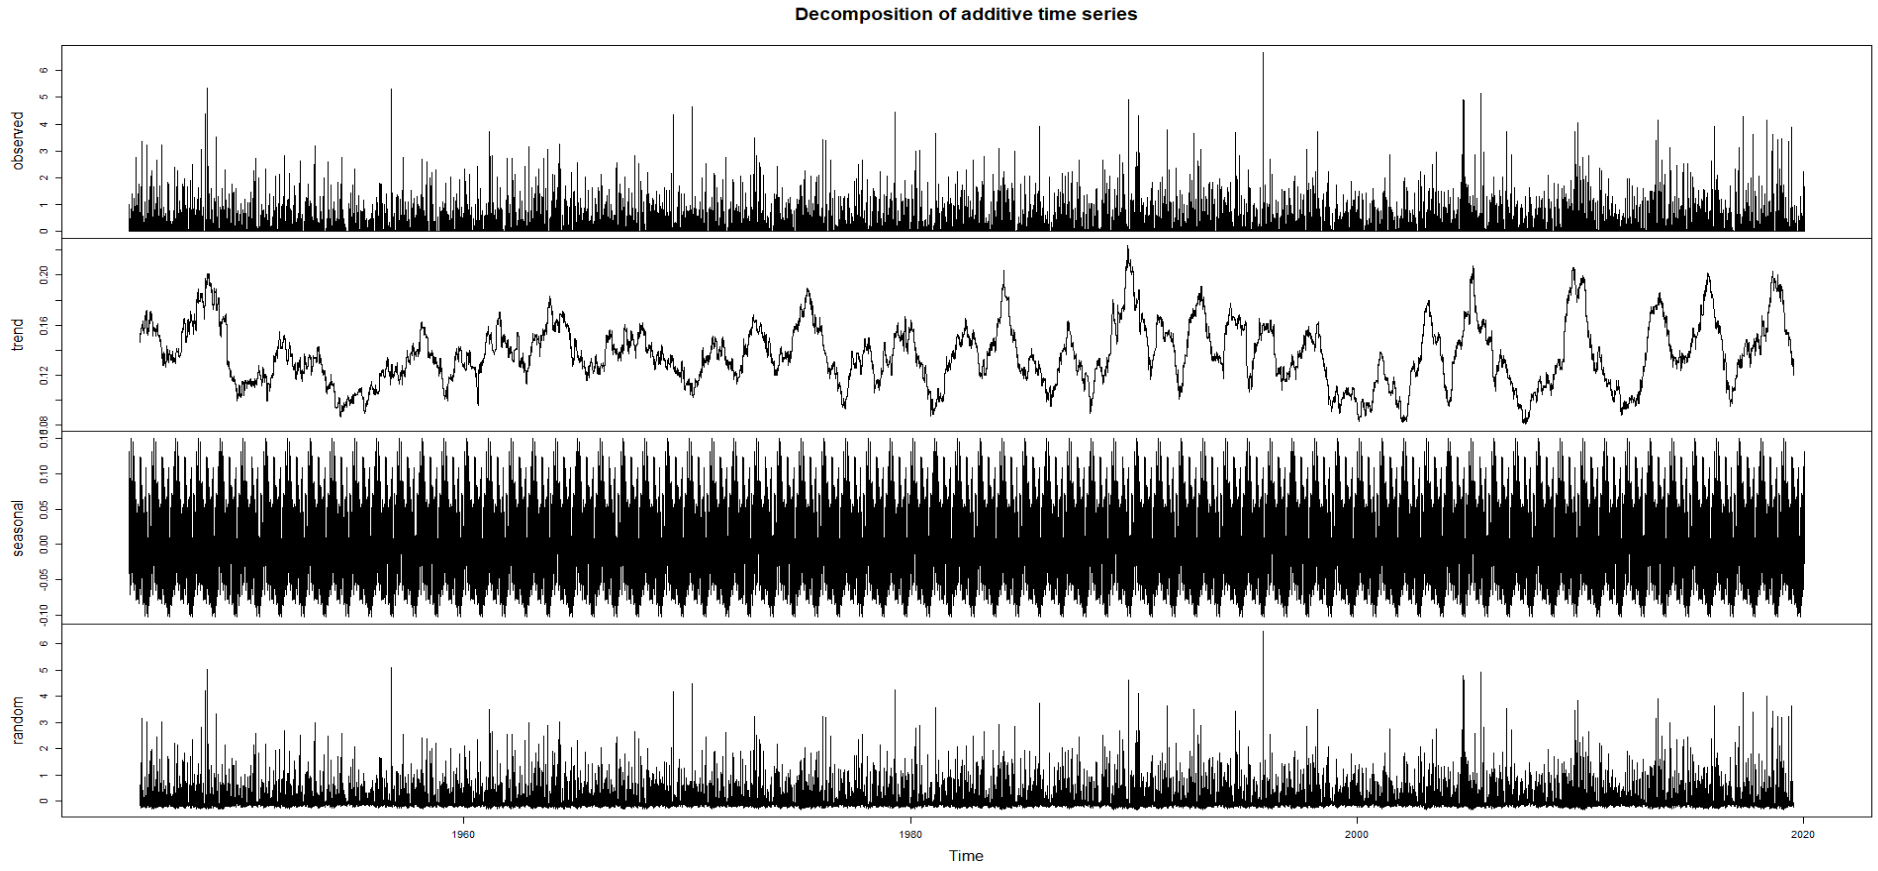 Decomposition of additive time series
observed
0 1 2 3 4 5 6
trend
0.08 0.12 0.16 0.20
seasonal
-0.10 -0.05 0.00 0.05 0.10
random
0 1 2 3 4 5 6
1960 1980 2000 2020
Time